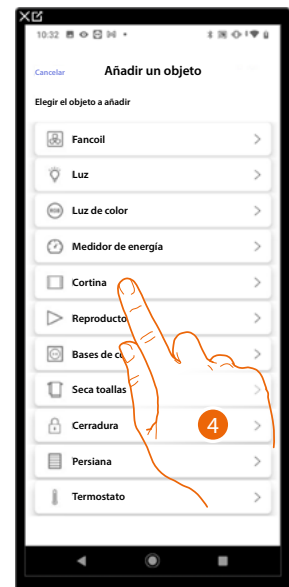 10:32
Cancelar Añadir un objeto
Elegir el objeto a añadir
Fancoil
Luz
RGB Luz de color
Medidor de energía
Cortina
Reproducto
Bases de c
Seca toallas
Cerradura
4
Persiana
Termostato